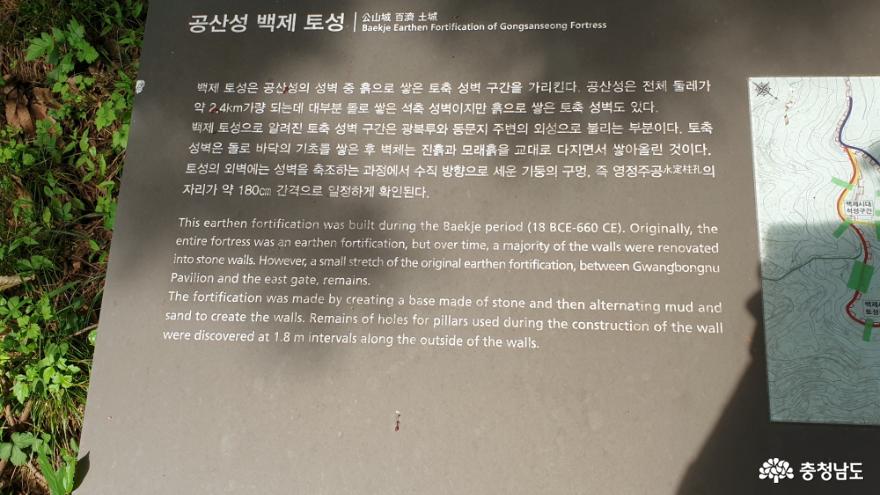 공산성 백제 토성
公山城 百濟 土城
Baekje Earthen Fortification of Gongsanseong Fortress
백제 토성은 공산성의 성벽 중 흙으로 쌓은 토축 성벽 구간을 가리킨다. 공산성은 전체 둘레가
약 2.4km가량 되는데 대부분 돌로 쌓은 석축 성벽이지만 흙으로 쌓은 토축 성벽도 있다.
백제 토성으로 알려진 토축 성벽 구간은 광복루와 동문지 주변의 외성으로 불리는 부분이다. 토축
성벽은 돌로 바닥의 기초를 쌓은 후 벽체는 진흙과 모래흙을 교대로 다지면서 쌓아올린 것이다.
토성의 외벽에는 성벽을 축조하는 과정에서 수직 방향으로 세운 기둥의 구멍, 즉 영정주공永定柱孔의
자리가 약 180㎝ 간격으로 일정하게 확인된다.
This earthen fortification was built during the Baekje period (18 BCE-660 CE). Originally, the
entire fortress was an earthen fortification, but over time, a majority of the walls were renovated
into stone walls. However, a small stretch of the original earthen fortification, between Gwangbongnu
Pavilion and the east gate, remains.
The fortification was made by creating a base made of stone and then alternating mud and
sand to create the walls. Remains of holes for pillars used during the construction of the wall
were discovered at 1.8 m intervals along the outside of the walls.
백제시대
석성구간
백제시
토성
충청남도